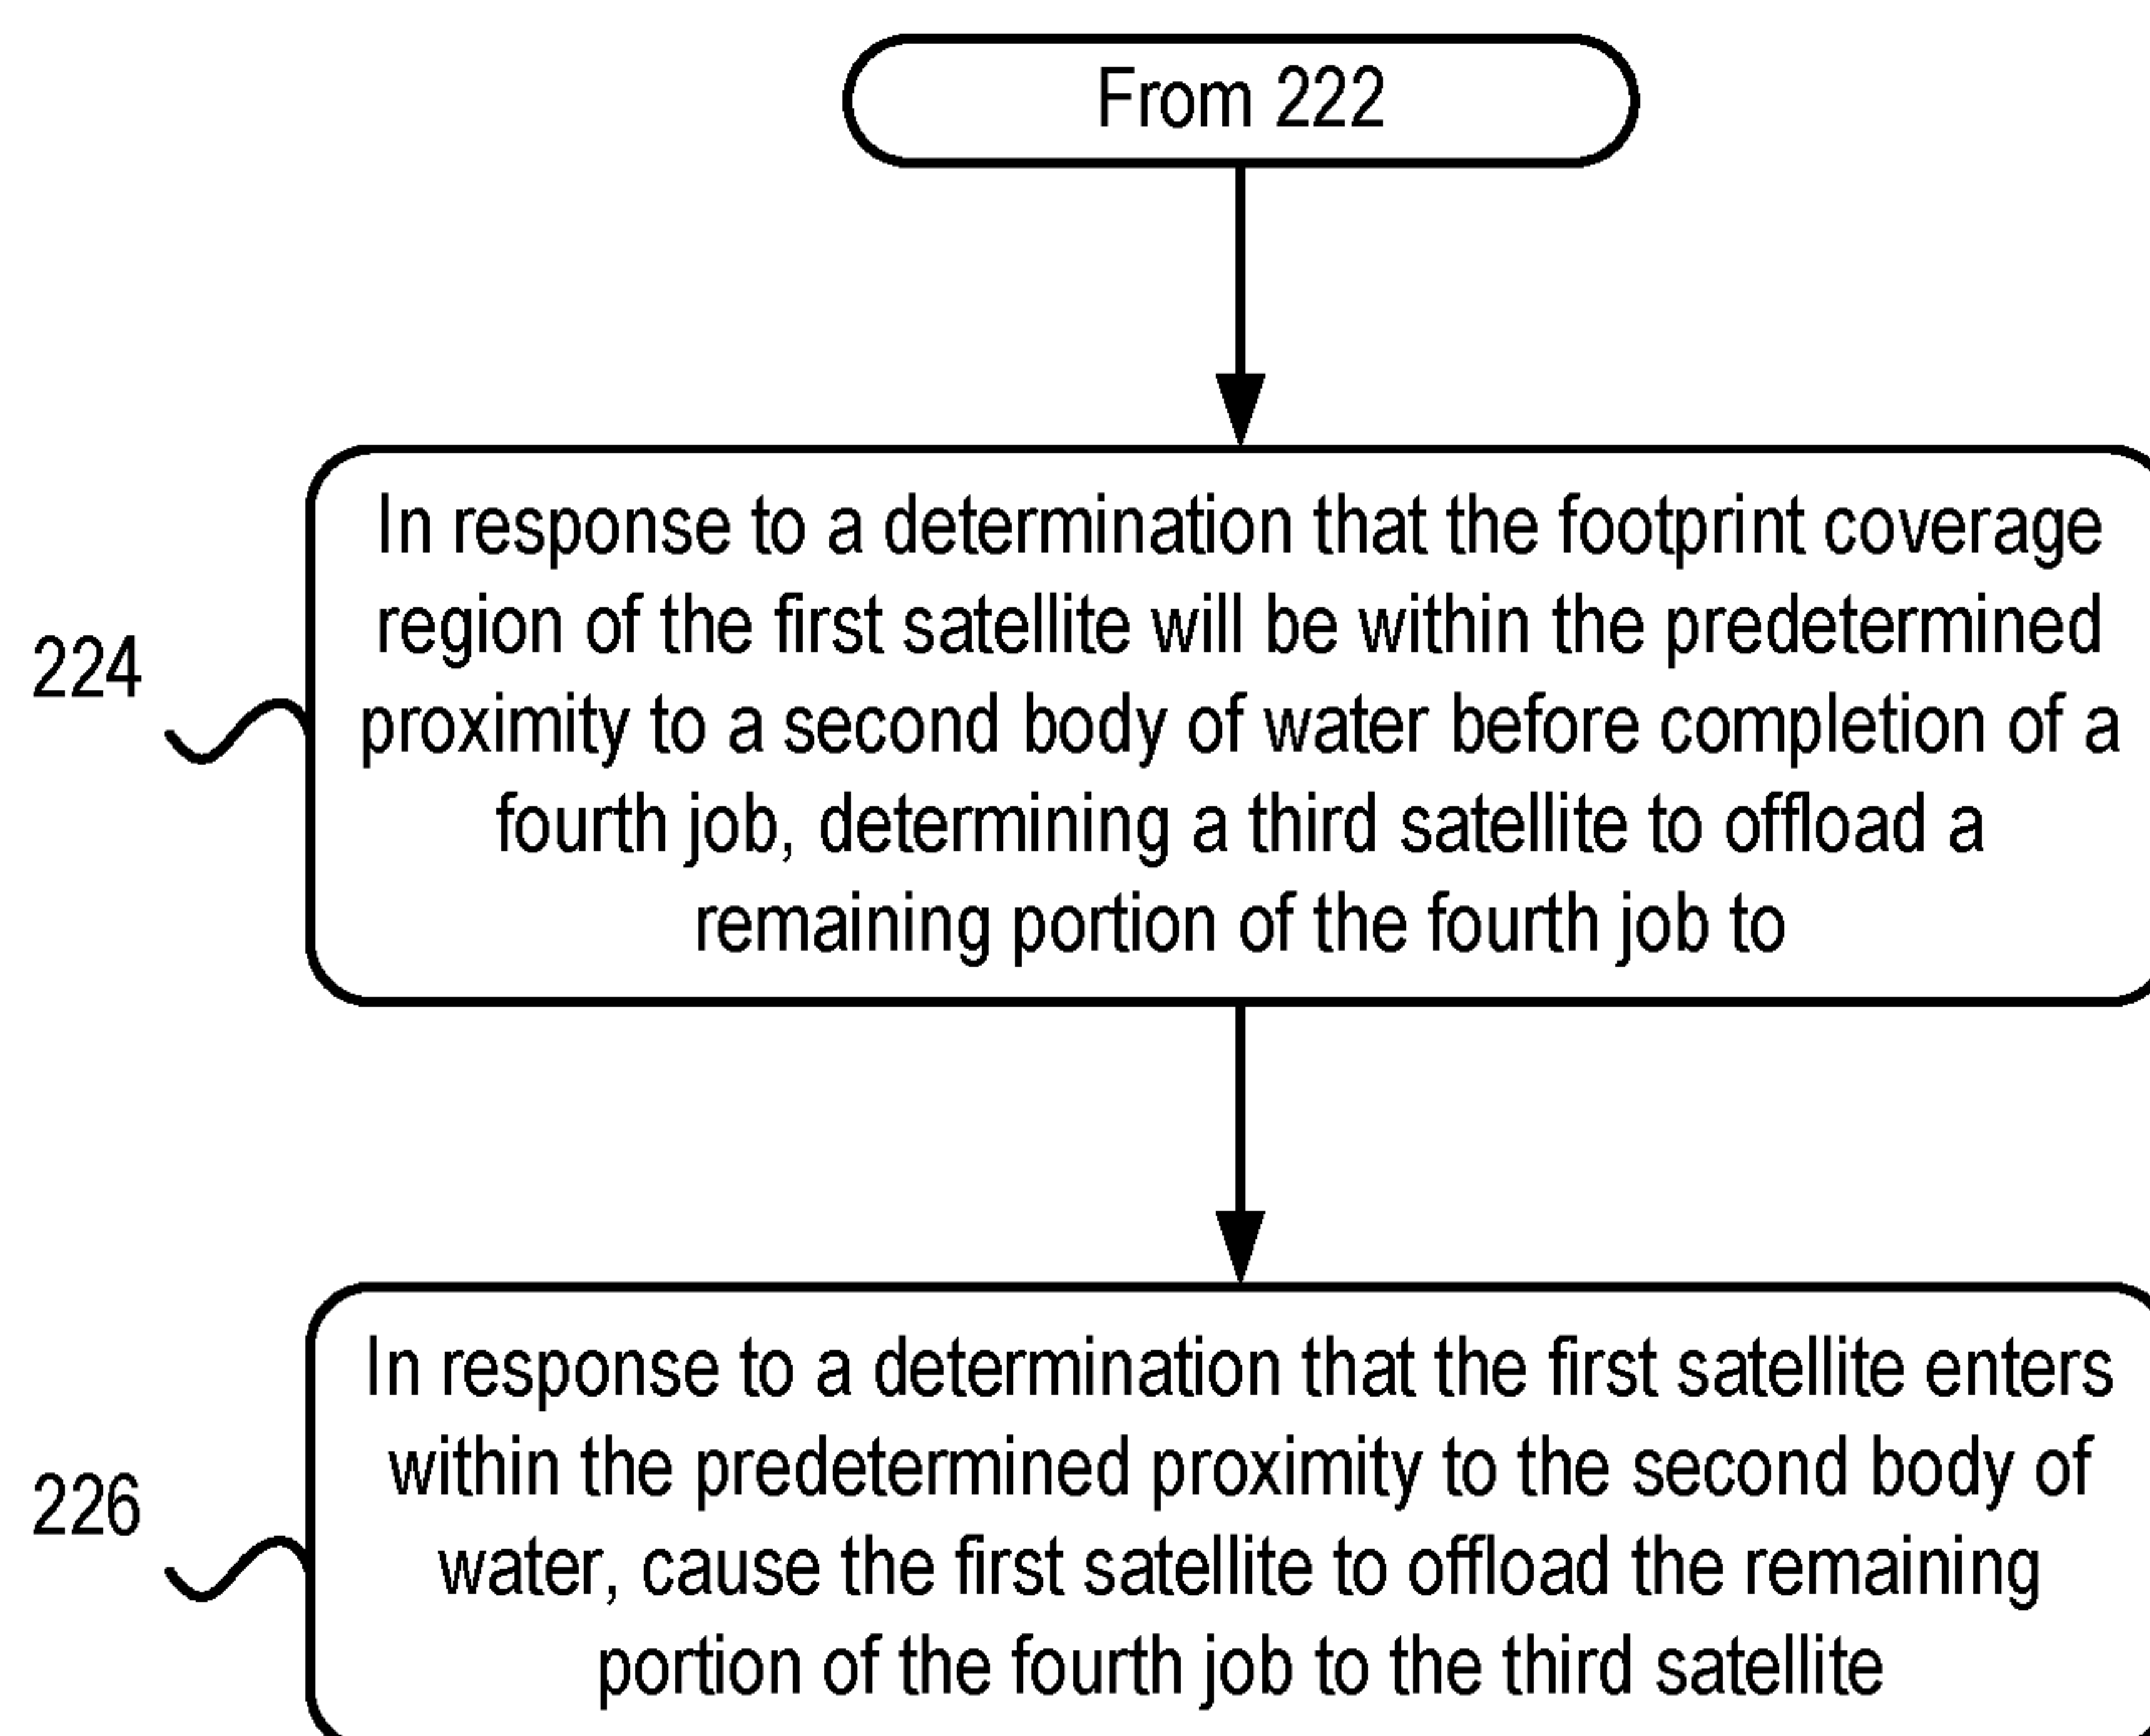 From 222
224
In response to a determination that the footprint coverage
region of the first satellite will be within the predetermined
proximity to a second body of water before completion of a
fourth job, determining a third satellite to offload a
remaining portion of the fourth job to
226
In response to a determination that the first satellite enters
within the predetermined proximity to the second body of
water, cause the first satellite to offload the remaining
portion of the fourth job to the third satellite